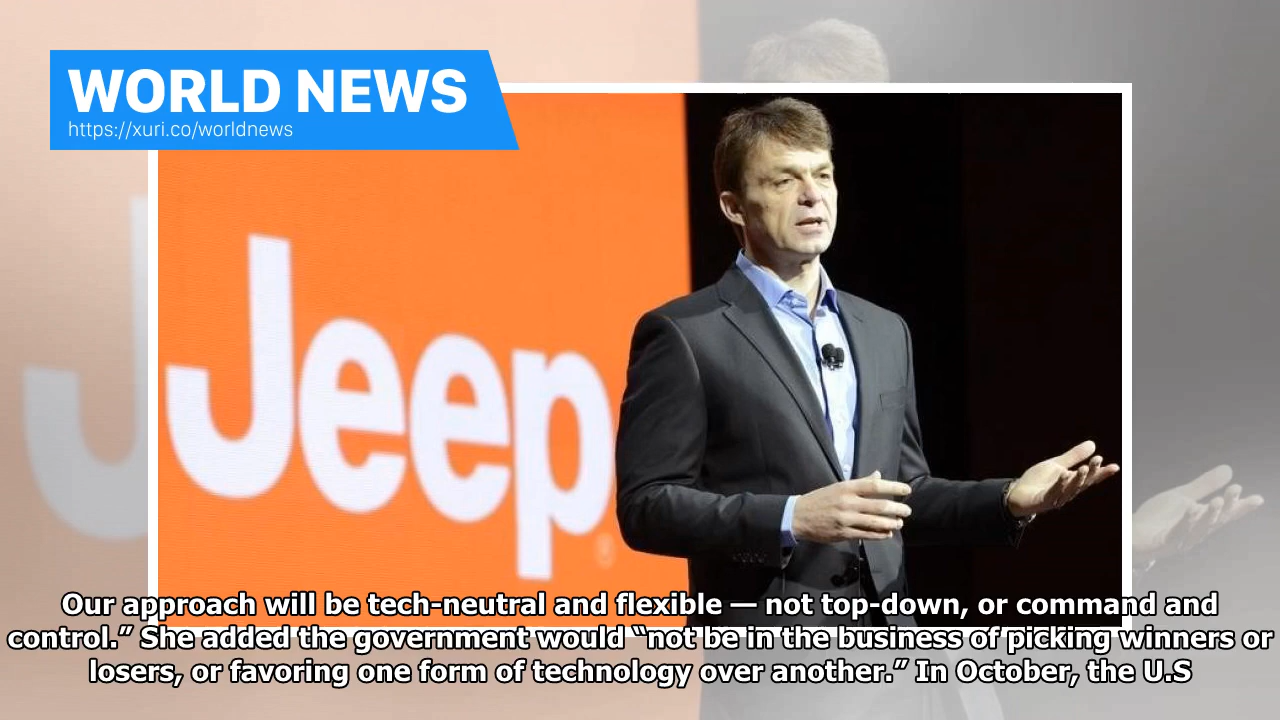 WORLD NEWS
https://xuri.co/worldnews
Jeep
Our approach will be tech-neutral and flexible — not top-down, or command and
control.” She added the government would “not be in the business of picking winners or
losers, or favoring one form of technology over another.” In October, the U.S